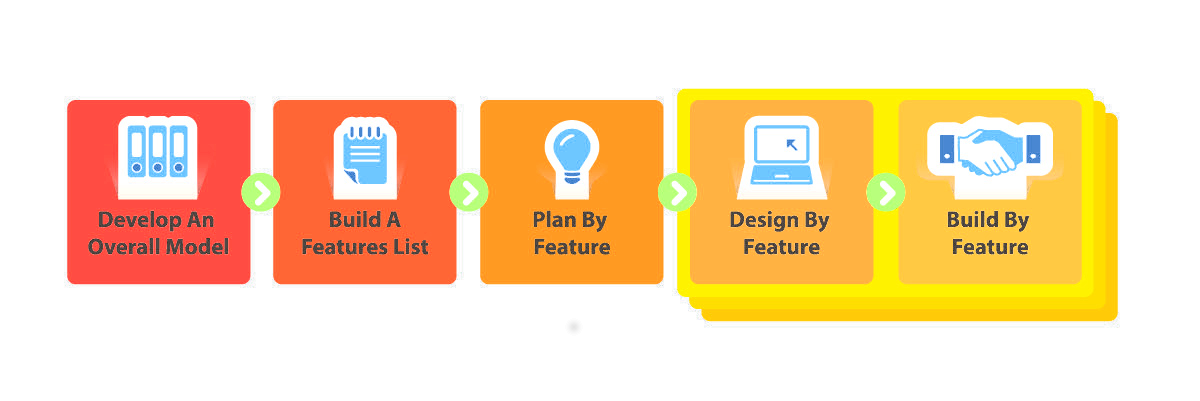 Develop An
Overall Model
Build A
Features List
Plan By
Feature
Design By
Feature
Build By
Feature